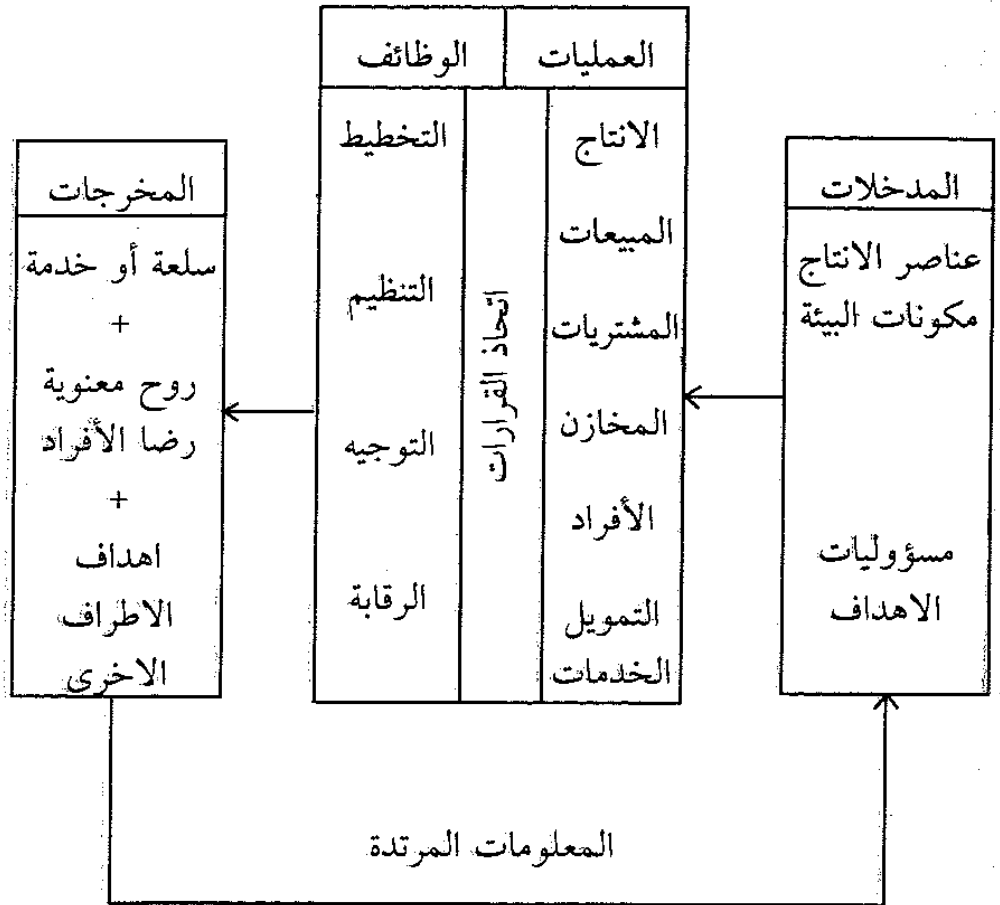 المدخلات
عناصر الانتاج
مكونات البيئة
مسؤوليات
الاهداف
العمليات
الانتاج
المبيعات
المشتريات
المخازن
الأفراد
التمويل
الخدمات
اتخاذ القرارات
الوظائف
التخطيط
التنظيم
التوجيه
الرقابة
المخرجات
سلعة أو خدمة
+
روح معنوية
رضا الأفراد
+
اهداف
الاطراف
الاخرى
المعلومات المرتدة